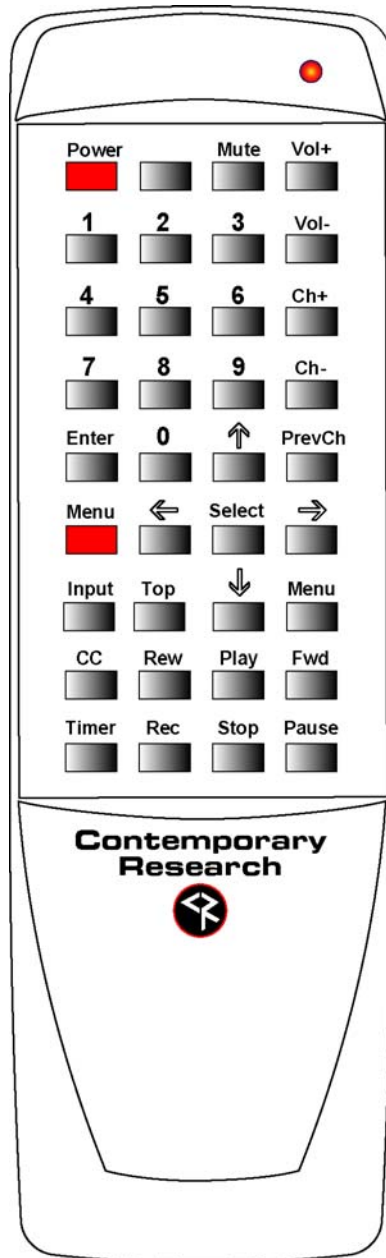 Power Mute Vol+
1 2 3 Vol-
4 5 6 Ch+
7 8 9 Ch-
Enter 0 ↑ PrevCh
Menu ← Select →
Input Top ↓ Menu
CC Rew Play Fwd
Timer Rec Stop Pause
Contemporary
Research